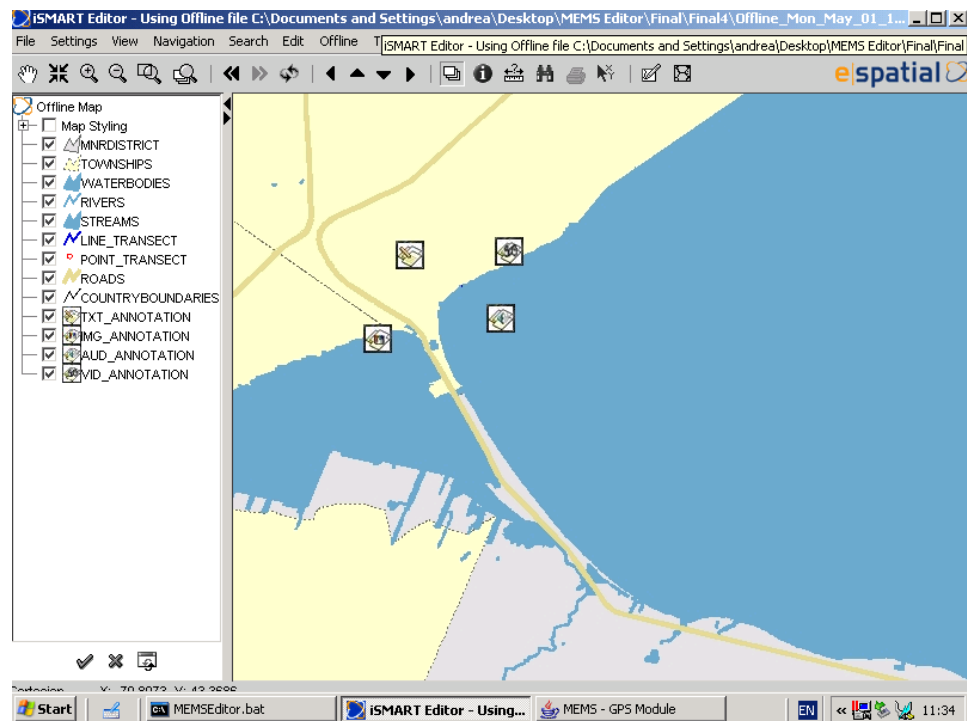 iSMART Editor - Using Offline file C:\Documents and Settings\andrea\Desktop\MEMS Editor\Final\Final4\Offline_Mon_May_01_1...
File Settings View Navigation Search Edit Offline T
iSMART Editor - Using Offline file C:\Documents and Settings\andrea\Desktop\MEMS Editor\Final\Final
e|spatial
Offline Map
Map Styling
MNRDISTRICT
TOWNSHIPS
WATERBODIES
RIVERS
STREAMS
LINE_TRANSECT
POINT_TRANSECT
ROADS
COUNTRYBOUNDARIES
TXT_ANNOTATION
IMG_ANNOTATION
AUD_ANNOTATION
VID_ANNOTATION
Start
MEMSEditor.bat
iSMART Editor - Using...
MEMS - GPS Module
EN
11:34